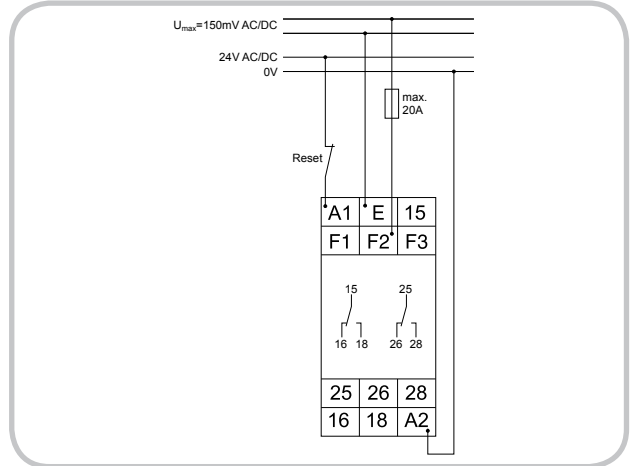 Umax=150mV AC/DC
24V AC/DC
0V
max.
20A
Reset
A1 E 15
F1 F2 F3
15 25
16 18 26 28
25 26 28
16 18 A2